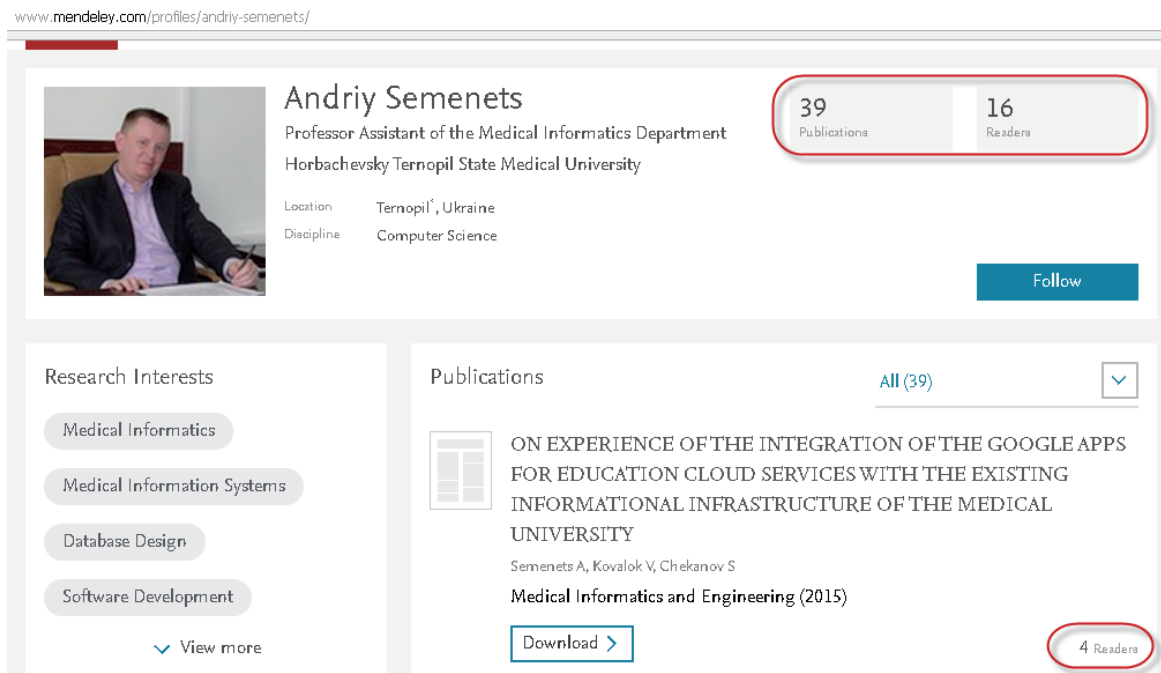 www.mendeley.com/profiles/andriy-semenets/
Andriy Semenets
Professor Assistant of the Medical Informatics Department
Horbachevsky Ternopil State Medical University
Location Ternopil', Ukraine
Discipline Computer Science
39
Publications
16
Readers
Follow
Research Interests
Medical Informatics
Medical Information Systems
Database Design
Software Development
View more
Publications
All (39)
ON EXPERIENCE OF THE INTEGRATION OF THE GOOGLE APPS
FOR EDUCATION CLOUD SERVICES WITH THE EXISTING
INFORMATIONAL INFRASTRUCTURE OF THE MEDICAL
UNIVERSITY
Semenets A, Kovalok V, Chekanov S
Medical Informatics and Engineering (2015)
Download
4 Readers